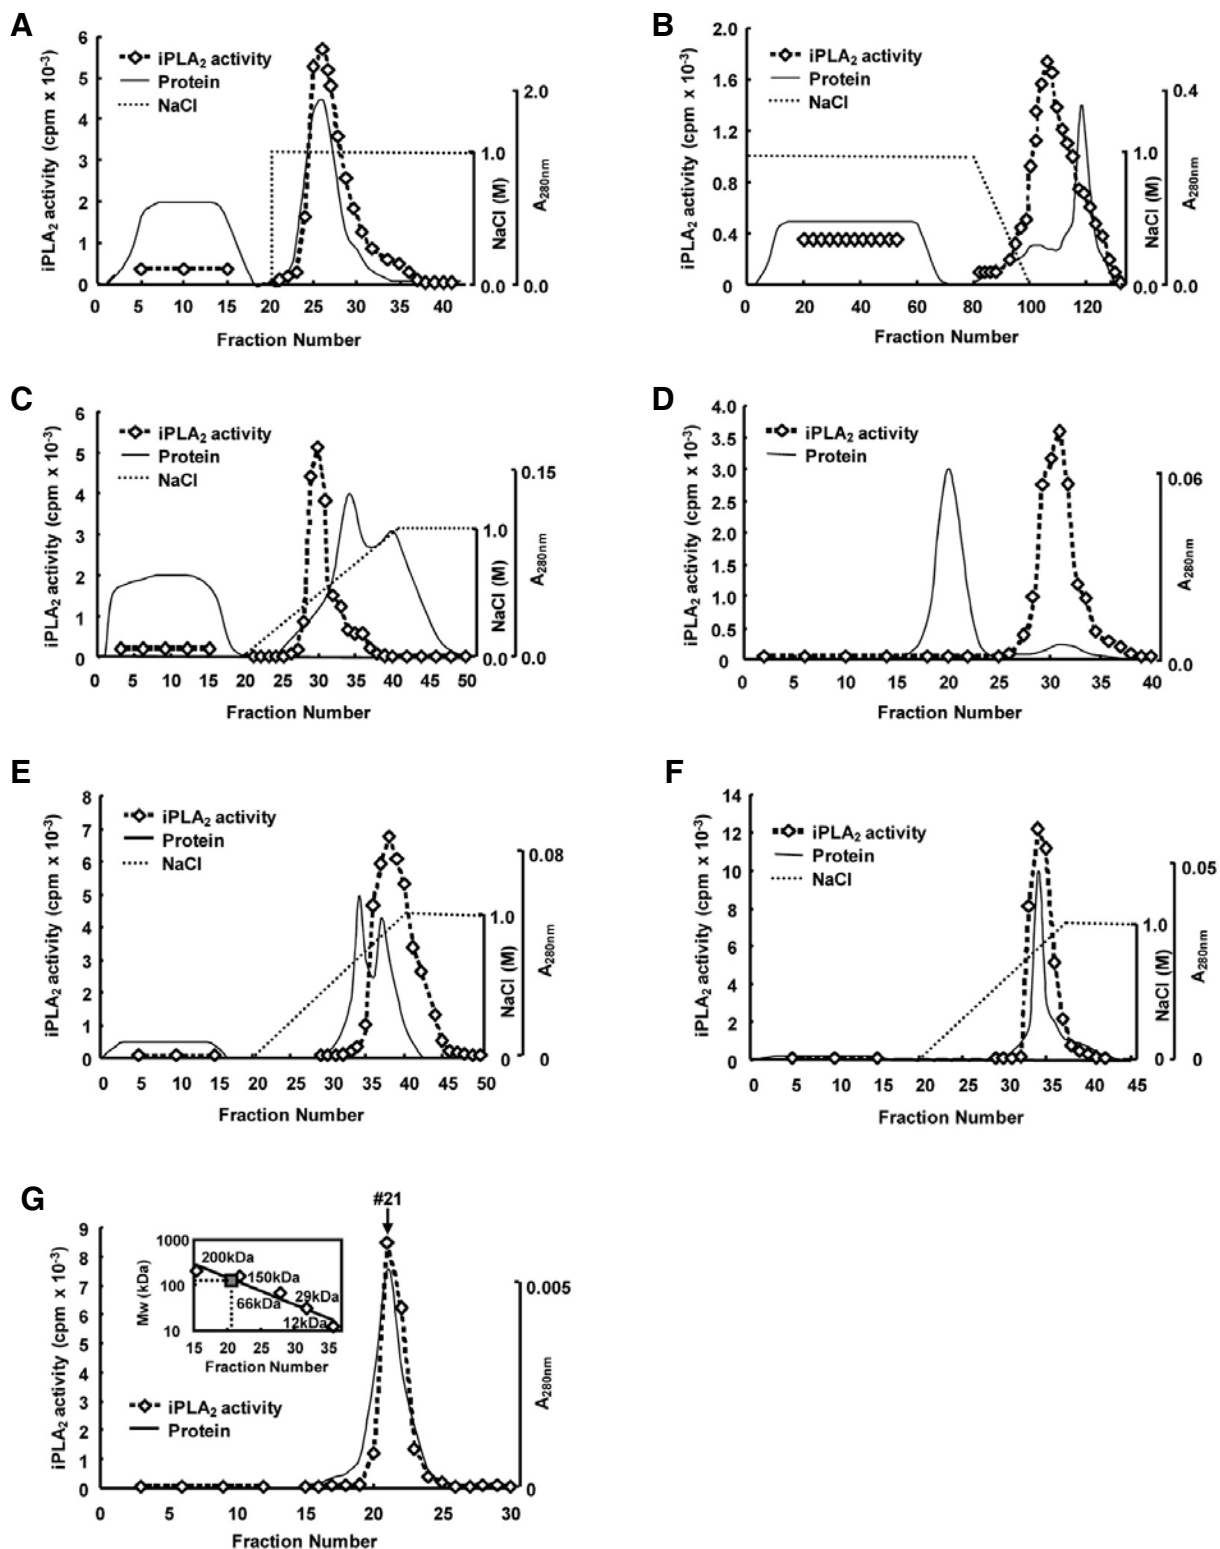 A
iPLA₂ activity (cpm x 10⁻³)
6
5
4
3
2
1
0
iPLA₂ activity
Protein
NaCl
0 5 10 15 20 25 30 35 40
Fraction Number
1.0
0.0
NaCl (M)
2.0
0.0
A280nm
B
iPLA₂ activity (cpm x 10⁻³)
2.0
1.6
1.2
0.8
0.4
0
iPLA₂ activity
Protein
NaCl
0 20 40 60 80 100 120
Fraction Number
1.0
0.0
NaCl (M)
0.4
0.0
A280nm
C
iPLA₂ activity (cpm x 10⁻³)
6
5
4
3
2
1
0
iPLA₂ activity
Protein
NaCl
0 5 10 15 20 25 30 35 40 45 50
Fraction Number
1.0
0.0
NaCl (M)
0.15
0.0
A280nm
D
iPLA₂ activity (cpm x 10⁻³)
4.0
3.5
3.0
2.5
2.0
1.5
1.0
0.5
0
iPLA₂ activity
Protein
0 5 10 15 20 25 30 35 40
Fraction Number
0.06
0.0
A280nm
E
iPLA₂ activity (cpm x 10⁻³)
8
7
6
5
4
3
2
1
0
iPLA₂ activity
Protein
NaCl
0 5 10 15 20 25 30 35 40 45 50
Fraction Number
1.0
0
NaCl (M)
0.08
0
A280nm
F
iPLA₂ activity (cpm x 10⁻³)
14
12
10
8
6
4
2
0
iPLA₂ activity
Protein
NaCl
0 5 10 15 20 25 30 35 40 45
Fraction Number
1.0
0
NaCl (M)
0.05
0
A280nm
G
#21
iPLA₂ activity (cpm x 10⁻³)
9
8
7
6
5
4
3
2
1
0
Mw (kDa)
1000
100
10
200kDa
150kDa
66kDa
29kDa
12kDa
15 20 25 30 35
Fraction Number
iPLA₂ activity
Protein
0 5 10 15 20 25 30
Fraction Number
0.005
0
A280nm